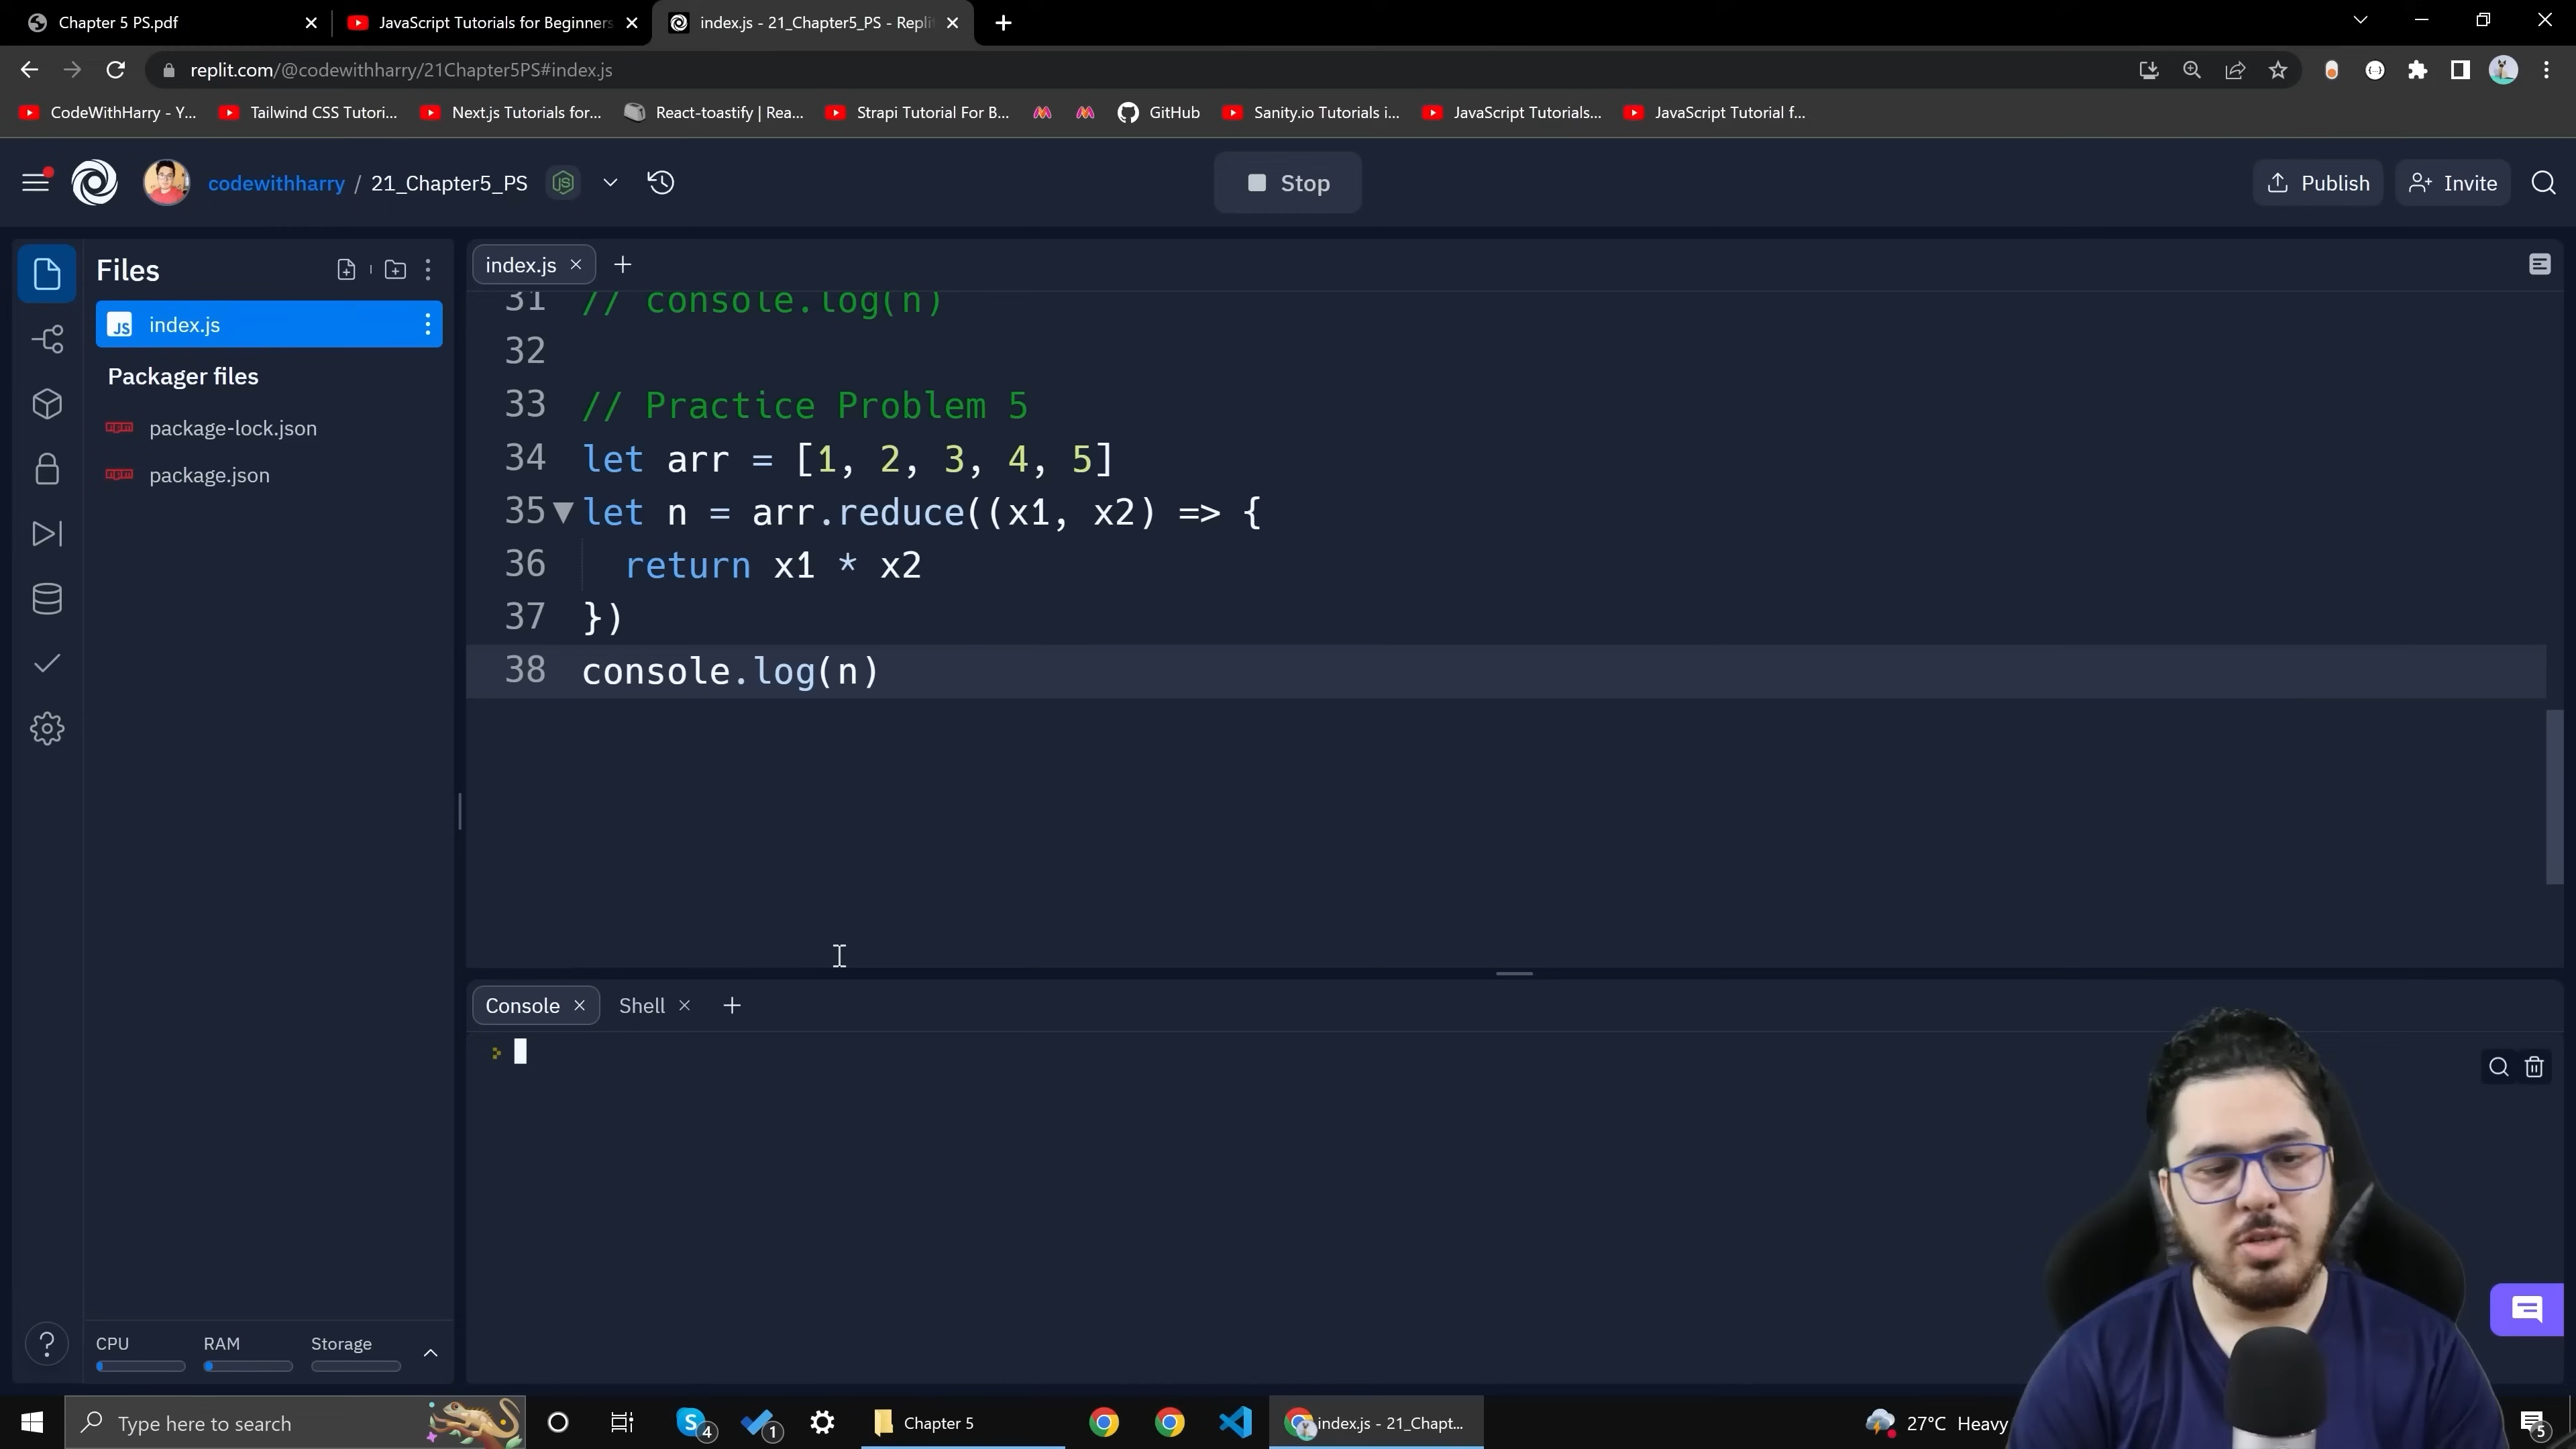 Chapter 5 PS.pdf
JavaScript Tutorials for Beginners
index.js - 21_Chapter5_PS - Replit
replit.com/@codewithharry/21Chapter5PS#index.js
CodeWithHarry - Y...
Tailwind CSS Tutori...
Next.js Tutorials for...
React-toastify | Rea...
Strapi Tutorial For B...
GitHub
Sanity.io Tutorials i...
JavaScript Tutorials...
JavaScript Tutorial f...
codewithharry / 21_Chapter5_PS
Stop
Publish
Invite
Files
index.js
Packager files
package-lock.json
package.json
index.js
31 // console.log(n)
32
33 // Practice Problem 5
34 let arr = [1, 2, 3, 4, 5]
35 let n = arr.reduce((x1, x2) => {
36 return x1 * x2
37 })
38 console.log(n)
Console
Shell
CPU
RAM
Storage
Type here to search
4
1
Chapter 5
index.js - 21_Chapt...
27°C Heavy
5